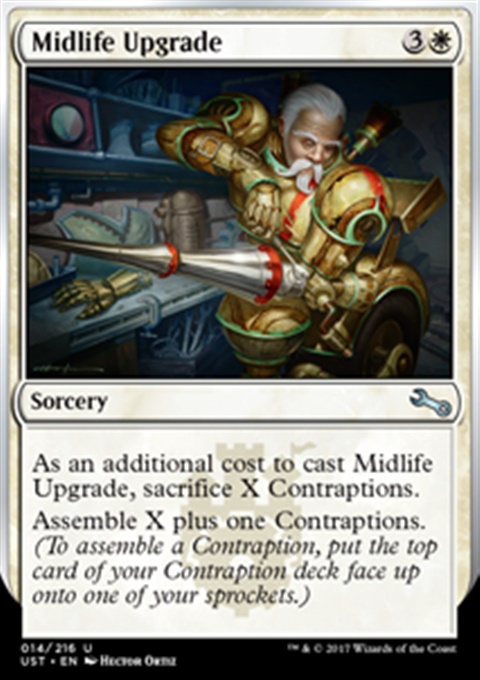 Midlife Upgrade 3
Sorcery
As an additional cost to cast Midlife
Upgrade, sacrifice X Contraptions.
Assemble X plus one Contraptions.
(To assemble a Contraption, put the top
card of your Contraption deck face up
onto one of your sprockets.)
014/216 U
UST • EN Hector Ortiz
™ & © 2017 Wizards of the Coast